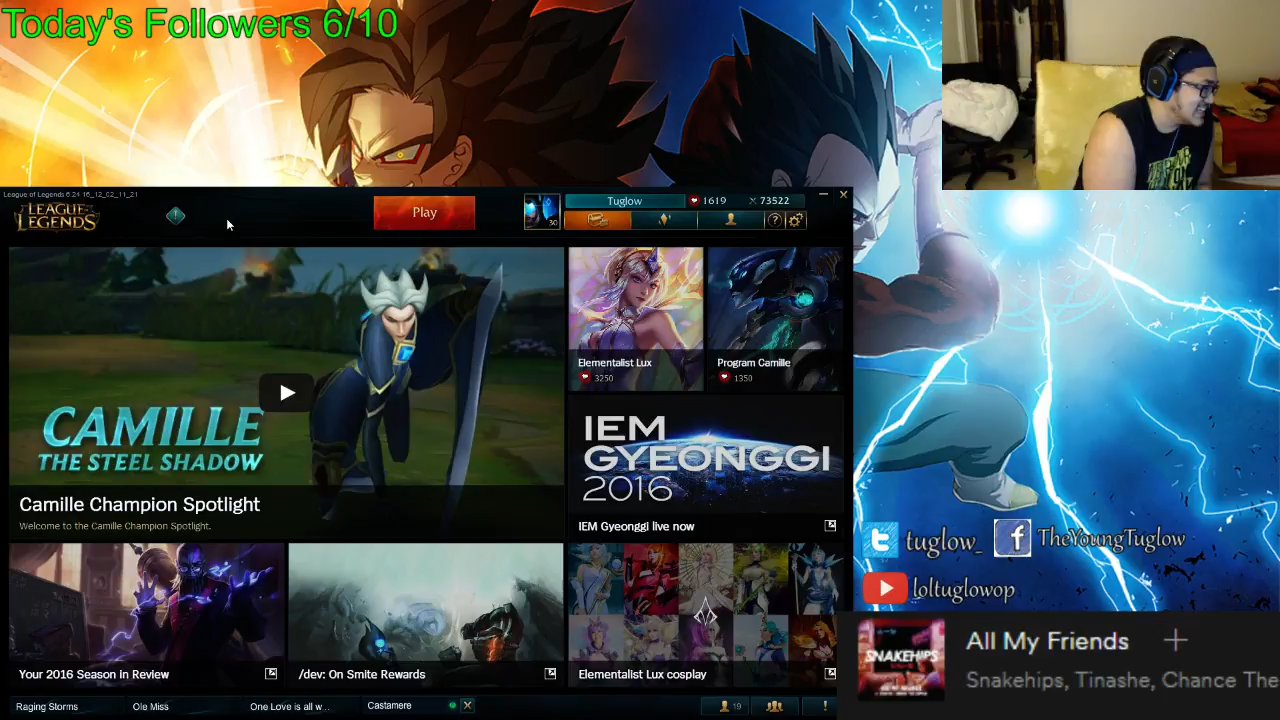 Today's Followers 6/10
League of Legends 6.24 16_12_02_11_21
LEAGUE OF LEGENDS
Play
30
Tuglow
1619
73522
?
CAMILLE
THE STEEL SHADOW
Camille Champion Spotlight
Welcome to the Camille Champion Spotlight.
Elementalist Lux
3250
Program Camille
1350
IEM
GYEONGGI
2016
IEM Gyeonggi live now
Your 2016 Season in Review
/dev: On Smite Rewards
Elementalist Lux cosplay
Raging Storms
Ole Miss
One Love is all w...
Castamere
19
tuglow_
TheYoungTuglow
loltuglowop
SNAKEHIPS
All My Friends
Snakehips, Tinashe, Chance The